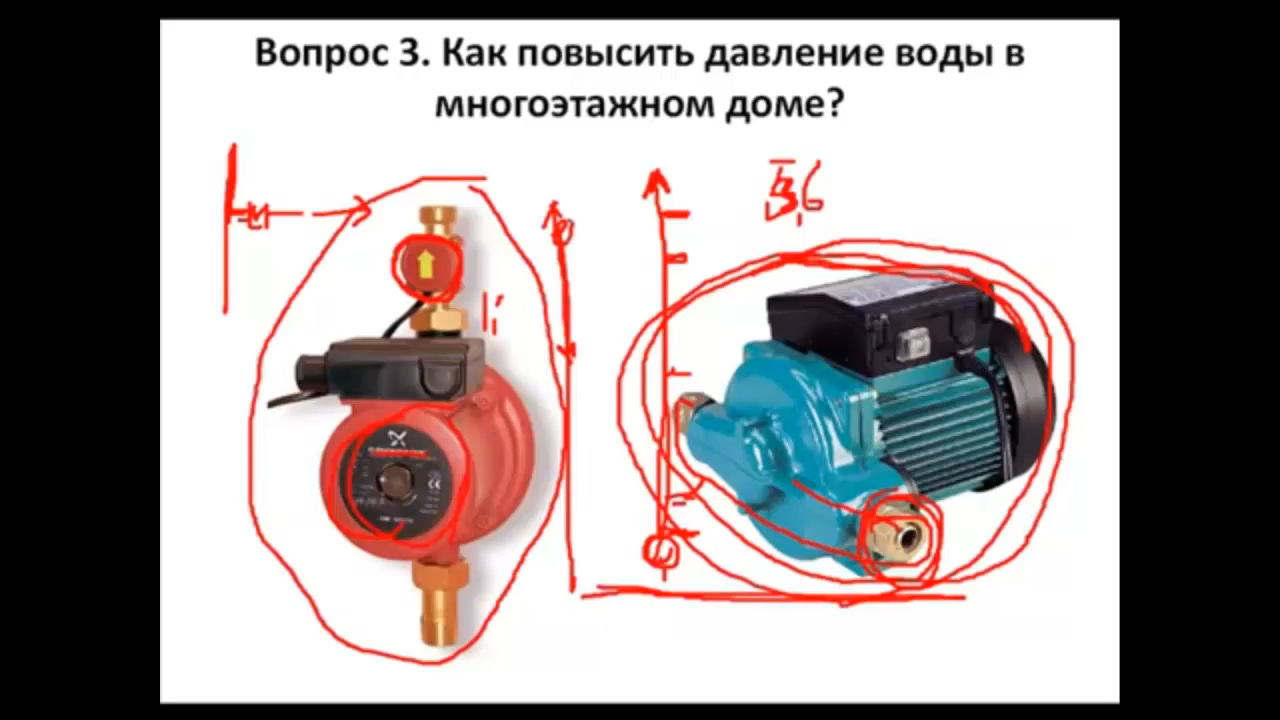 Вопрос 3. Как повысить давление воды в
многоэтажном доме?